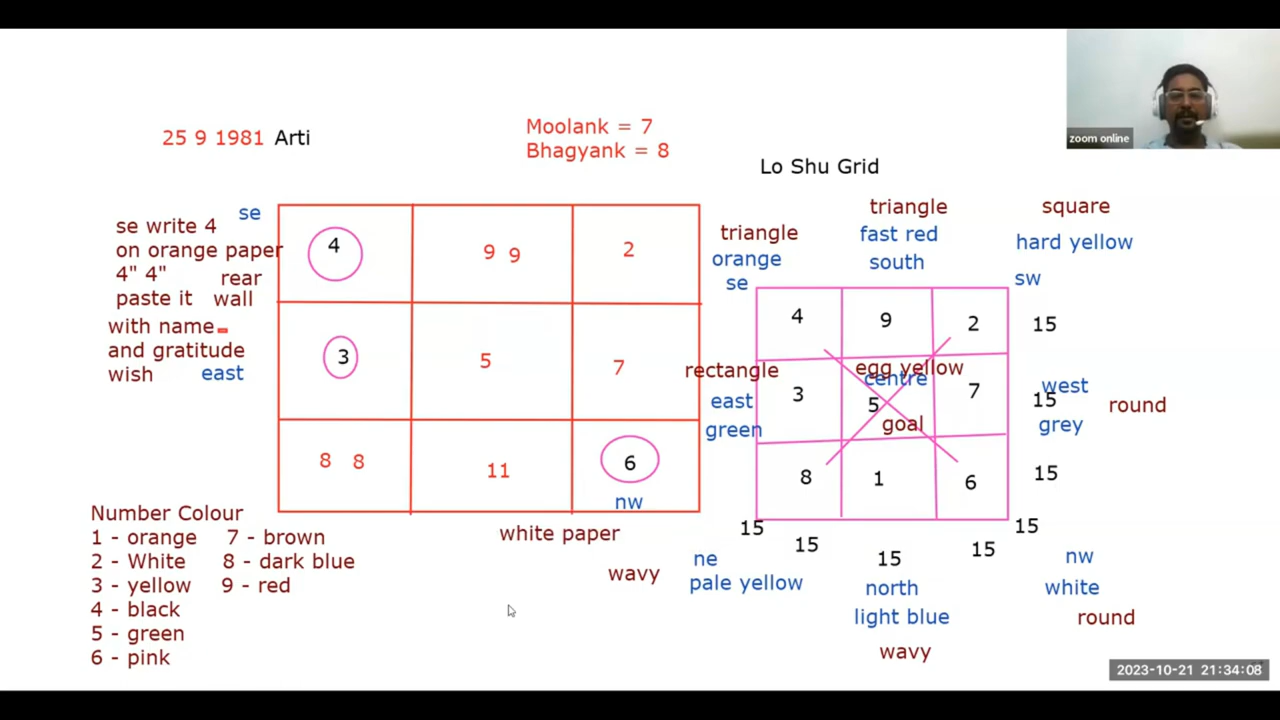 zoom online
25 9 1981 Arti
Moolank = 7
Bhagyank = 8
Lo Shu Grid
se
se write 4
on orange paper
4" 4"
rear
paste it wall
with name-
and gratitude
wish
east
4 9 9 2
3 5 7
8 8 11 6
nw
white paper
Number Colour
1 - orange 7 - brown
2 - White 8 - dark blue
3 - yellow 9 - red
4 - black
5 - green
6 - pink
triangle
orange
se
triangle
fast red
south
square
hard yellow
sw
4 9 2 15
rectangle
east
green
egg yellow
centre
3 5 7 15
goal
west
grey
round
8 1 6 15
15 15 15 15 15
wavy
ne
pale yellow
north
light blue
wavy
nw
white
round
2023-10-21 21:34:08